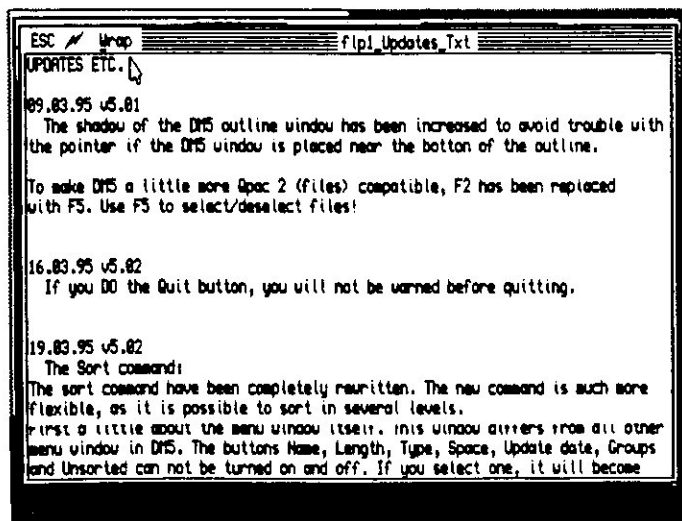 ESC Wrap flp1_Updates_Txt
UPDATES ETC.
09.03.95 v5.01
The shadow of the DM5 outline window has been increased to avoid trouble with
the pointer if the DM5 window is placed near the botton of the outline.
To make DM5 a little more Qpac 2 (files) compatible, F2 has been replaced
with F5. Use F5 to select/deselect files!
16.03.95 v5.02
If you DO the Quit button, you will not be warned before quitting.
19.03.95 v5.02
The Sort command:
The sort command have been completely rewritten. The new command is much more
flexible, as it is possible to sort in several levels.
First a little about the menu window itself. This window differs from all other
menu window in DM5. The buttons Name, Length, Type, Space, Update date, Groups
and Unsorted can not be turned on and off. If you select one, it will become